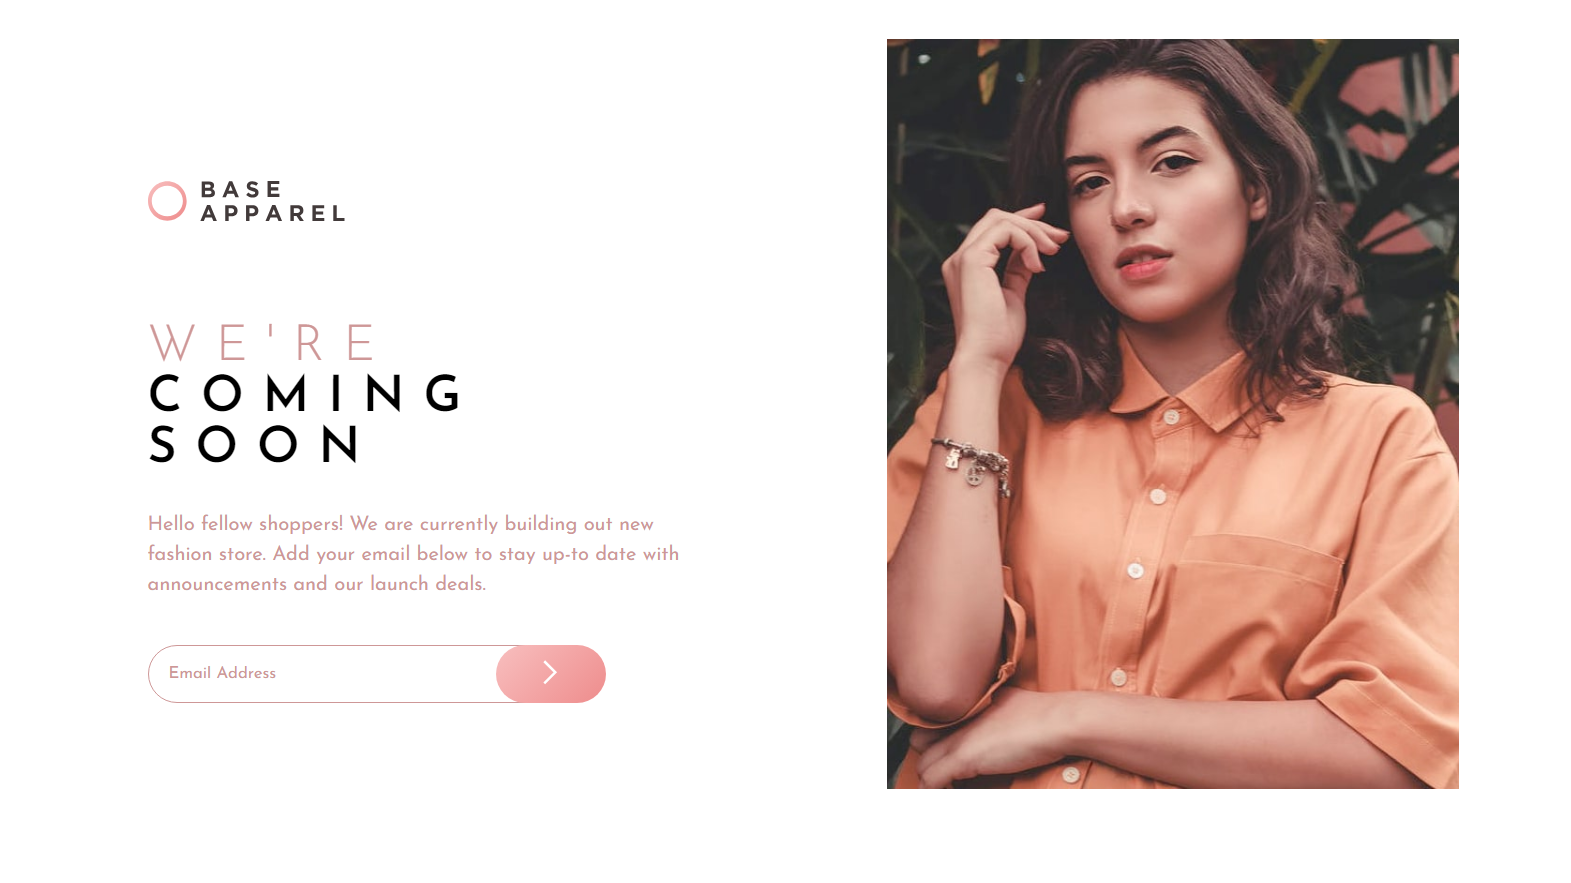 BASE
APPAREL
WE'RE
COMING
SOON
Hello fellow shoppers! We are currently building out new
fashion store. Add your email below to stay up-to date with
announcements and our launch deals.
Email Address